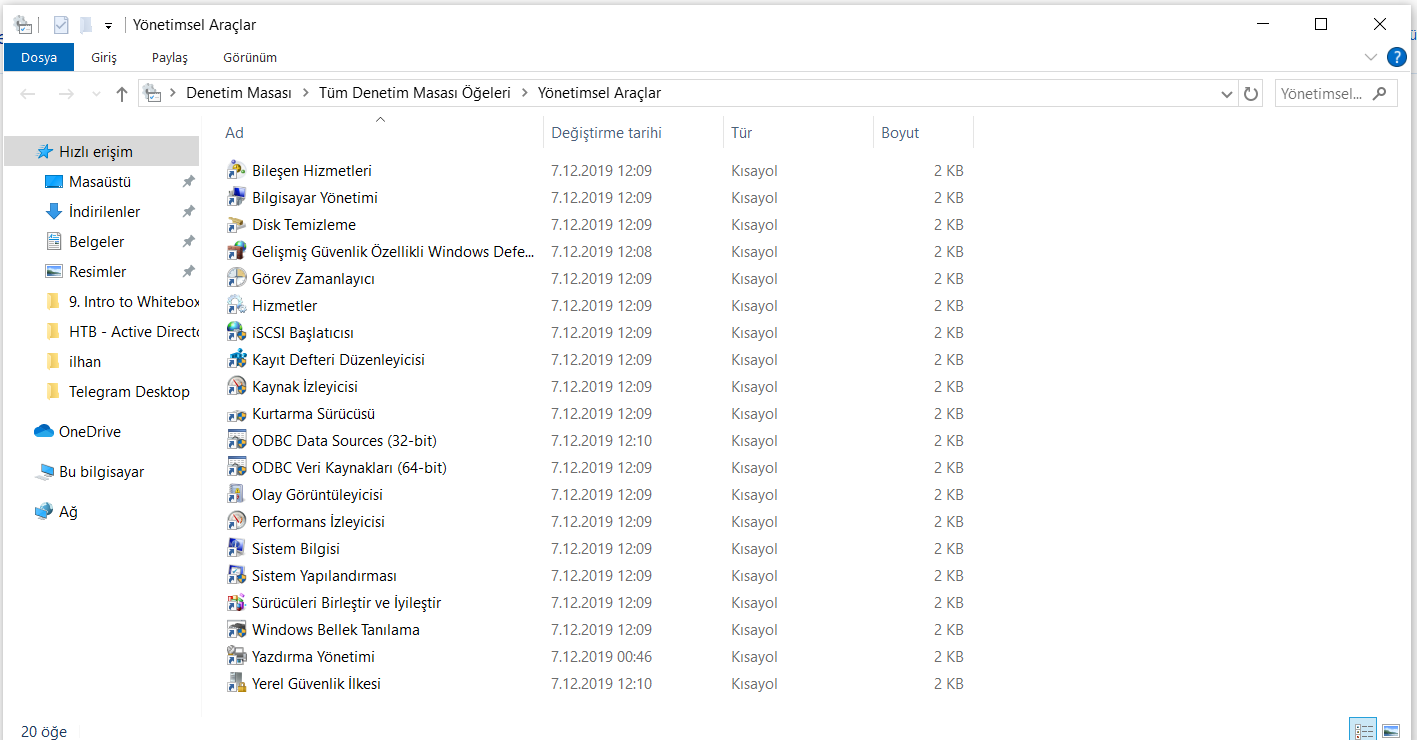 Yönetimsel Araçlar
Dosya Giriş Paylaş Görünüm
Denetim Masası > Tüm Denetim Masası Öğeleri > Yönetimsel Araçlar
Yönetimsel...
Hızlı erişim
Masaüstü
İndirilenler
Belgeler
Resimler
9. Intro to Whitebox
HTB - Active Directo
ilhan
Telegram Desktop
OneDrive
Bu bilgisayar
Ağ
Ad Değiştirme tarihi Tür Boyut
Bileşen Hizmetleri 7.12.2019 12:09 Kısayol 2 KB
Bilgisayar Yönetimi 7.12.2019 12:09 Kısayol 2 KB
Disk Temizleme 7.12.2019 12:09 Kısayol 2 KB
Gelişmiş Güvenlik Özellikli Windows Defe... 7.12.2019 12:08 Kısayol 2 KB
Görev Zamanlayıcı 7.12.2019 12:09 Kısayol 2 KB
Hizmetler 7.12.2019 12:09 Kısayol 2 KB
iSCSI Başlatıcısı 7.12.2019 12:09 Kısayol 2 KB
Kayıt Defteri Düzenleyicisi 7.12.2019 12:09 Kısayol 2 KB
Kaynak İzleyicisi 7.12.2019 12:09 Kısayol 2 KB
Kurtarma Sürücüsü 7.12.2019 12:09 Kısayol 2 KB
ODBC Data Sources (32-bit) 7.12.2019 12:10 Kısayol 2 KB
ODBC Veri Kaynakları (64-bit) 7.12.2019 12:09 Kısayol 2 KB
Olay Görüntüleyicisi 7.12.2019 12:09 Kısayol 2 KB
Performans İzleyicisi 7.12.2019 12:09 Kısayol 2 KB
Sistem Bilgisi 7.12.2019 12:09 Kısayol 2 KB
Sistem Yapılandırması 7.12.2019 12:09 Kısayol 2 KB
Sürücüleri Birleştir ve İyileştir 7.12.2019 12:09 Kısayol 2 KB
Windows Bellek Tanılama 7.12.2019 12:09 Kısayol 2 KB
Yazdırma Yönetimi 7.12.2019 00:46 Kısayol 2 KB
Yerel Güvenlik İlkesi 7.12.2019 12:10 Kısayol 2 KB
20 öğe